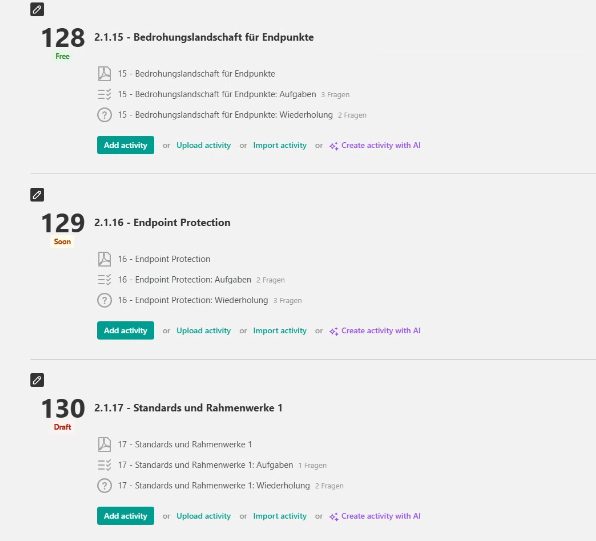 128
Free
2.1.15 - Bedrohungslandschaft für Endpunkte
15 - Bedrohungslandschaft für Endpunkte
15 - Bedrohungslandschaft für Endpunkte: Aufgaben 3 Fragen
15 - Bedrohungslandschaft für Endpunkte: Wiederholung 2 Fragen
Add activity or Upload activity or Import activity or Create activity with AI
129
Soon
2.1.16 - Endpoint Protection
16 - Endpoint Protection
16 - Endpoint Protection: Aufgaben 2 Fragen
16 - Endpoint Protection: Wiederholung 3 Fragen
Add activity or Upload activity or Import activity or Create activity with AI
130
Draft
2.1.17 - Standards und Rahmenwerke 1
17 - Standards und Rahmenwerke 1
17 - Standards und Rahmenwerke 1: Aufgaben 1 Fragen
17 - Standards und Rahmenwerke 1: Wiederholung 2 Fragen
Add activity or Upload activity or Import activity or Create activity with AI